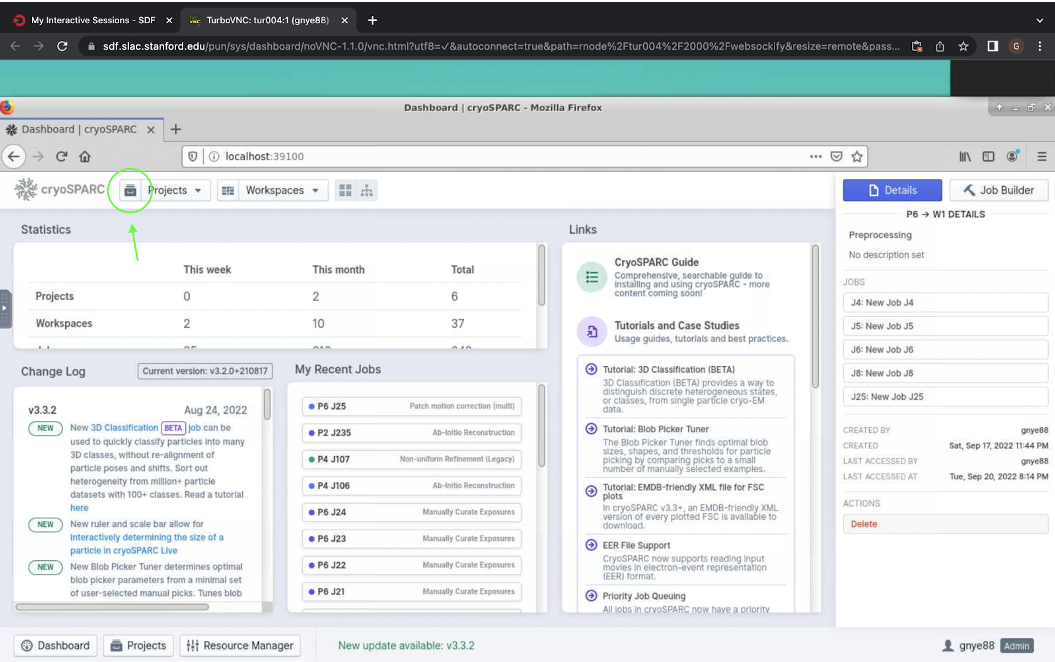 My Interactive Sessions - SDF
TurboVNC: tur004:1 (gnye88)
sdf.slac.stanford.edu/pun/sys/dashboard/noVNC-1.1.0/vnc.html?utf8=✓&autoconnect=true&path=rnode%2Ftur004%2F2000%2Fwebsockify&resize=remote&pass...
G
Dashboard | cryoSPARC - Mozilla Firefox
Dashboard | cryoSPARC
localhost:39100
cryoSPARC
Projects
Workspaces
Details
Job Builder
Statistics
This week This month Total
Projects 0 2 6
Workspaces 2 10 37
Change Log
Current version: v3.2.0+210817
v3.3.2 Aug 24, 2022
NEW New 3D Classification BETA job can be
used to quickly classify particles into many
3D classes, without re-alignment of
particle poses and shifts. Sort out
heterogeneity from million+ particle
datasets with 100+ classes. Read a tutorial
here
NEW New ruler and scale bar allow for
interactively determining the size of a
particle in cryoSPARC Live
NEW New Blob Picker Tuner determines optimal
blob picker parameters from a minimal set
of user-selected manual picks. Tunes blob
My Recent Jobs
P6 J25 Patch motion correction (multi)
P2 J235 Ab-Initio Reconstruction
P4 J107 Non-uniform Refinement (Legacy)
P4 J106 Ab-Initio Reconstruction
P6 J24 Manually Curate Exposures
P6 J23 Manually Curate Exposures
P6 J22 Manually Curate Exposures
P6 J21 Manually Curate Exposures
Links
CryoSPARC Guide
Comprehensive, searchable guide to
installing and using cryoSPARC - more
content coming soon!
Tutorials and Case Studies
Usage guides, tutorials and best practices.
Tutorial: 3D Classification (BETA)
3D Classification (BETA) provides a way to
distinguish discrete heterogeneous states,
or classes, from single particle cryo-EM
data.
Tutorial: Blob Picker Tuner
The Blob Picker Tuner finds optimal blob
sizes, shapes, and thresholds for particle
picking by comparing picks to a small
number of manually selected examples.
Tutorial: EMDB-friendly XML file for FSC
plots
In cryoSPARC v3.3+, an EMDB-friendly XML
version of every plotted FSC is available to
download.
EER File Support
CryoSPARC now supports reading input
movies in electron-event representation
(EER) format.
Priority Job Queuing
All jobs in cryoSPARC now have a priority
P6 → W1 DETAILS
Preprocessing
No description set
JOBS
J4: New Job J4
J5: New Job J5
J6: New Job J6
J8: New Job J8
J25: New Job J25
CREATED BY gnye88
CREATED Sat, Sep 17, 2022 11:44 PM
LAST ACCESSED BY gnye88
LAST ACCESSED AT Tue, Sep 20, 2022 8:14 PM
ACTIONS
Delete
Dashboard
Projects
Resource Manager
New update available: v3.3.2
gnye88 Admin